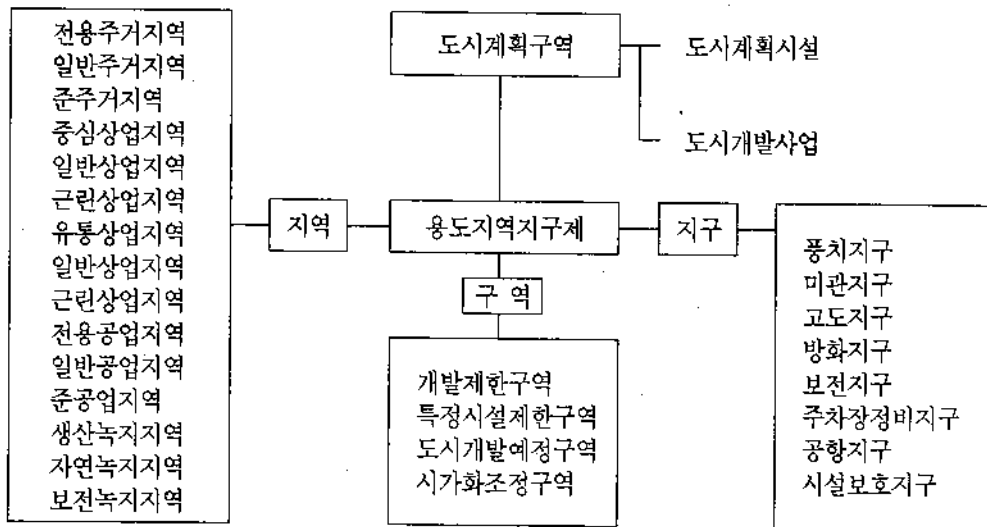 전용주거지역
일반주거지역
준주거지역
중심상업지역
일반상업지역
근린상업지역
유통상업지역
일반상업지역
근린상업지역
전용공업지역
일반공업지역
준공업지역
생산녹지지역
자연녹지지역
보전녹지지역
지역
도시계획구역
도시계획시설
도시개발사업
용도지역지구제
구 역
개발제한구역
특정시설제한구역
도시개발예정구역
시가화조정구역
지구
풍치지구
미관지구
고도지구
방화지구
보전지구
주차장정비지구
공항지구
시설보호지구